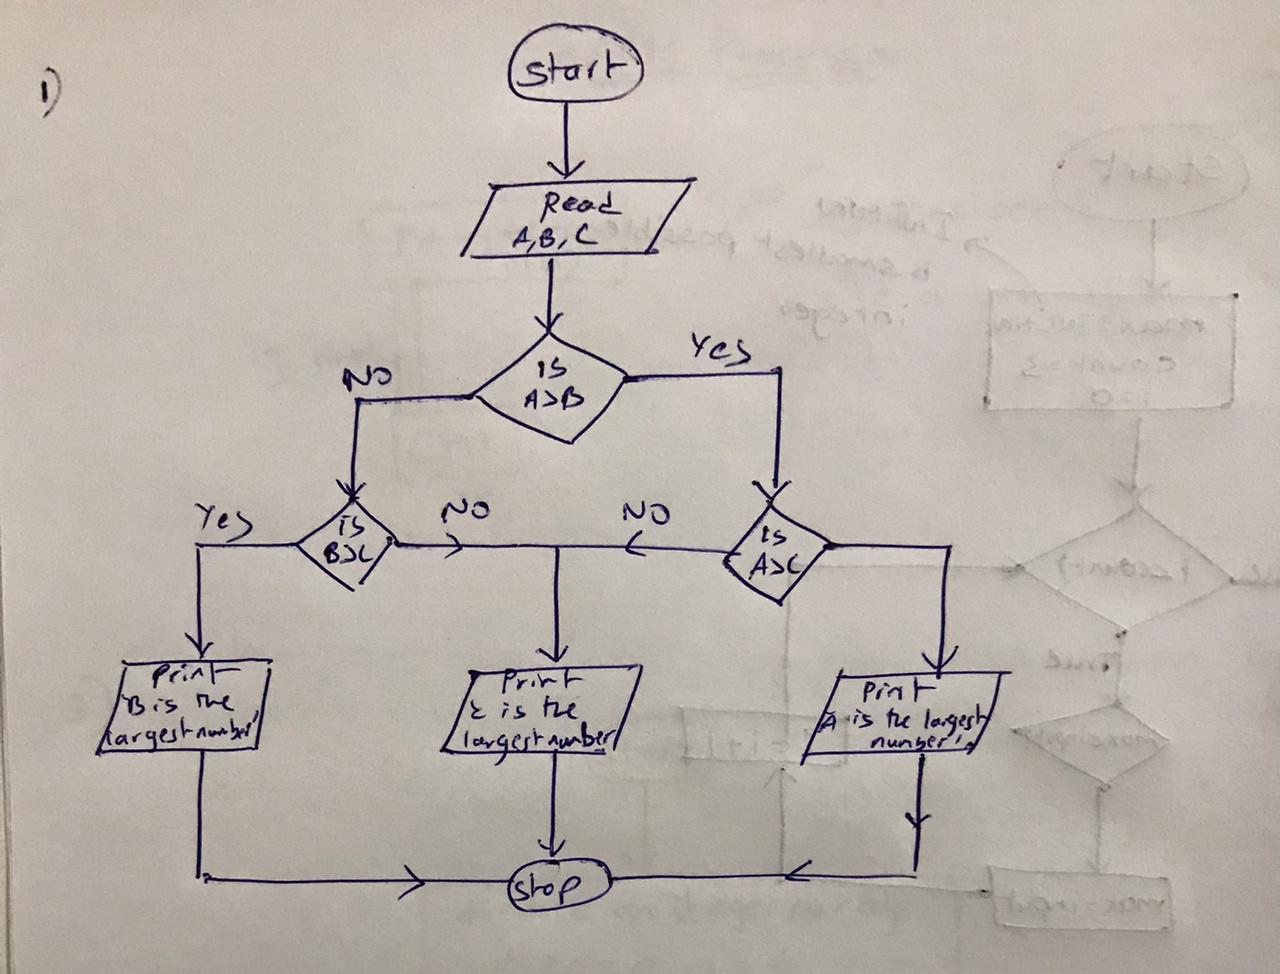 1)
Start
Read
A,B,C
is
A>B
NO
Yes
Yes
is
B>C
NO
NO
is
A>C
Print
'B is the
largest number'
Print
C is the
largest number
Print
'A is the largest
number'
Stop